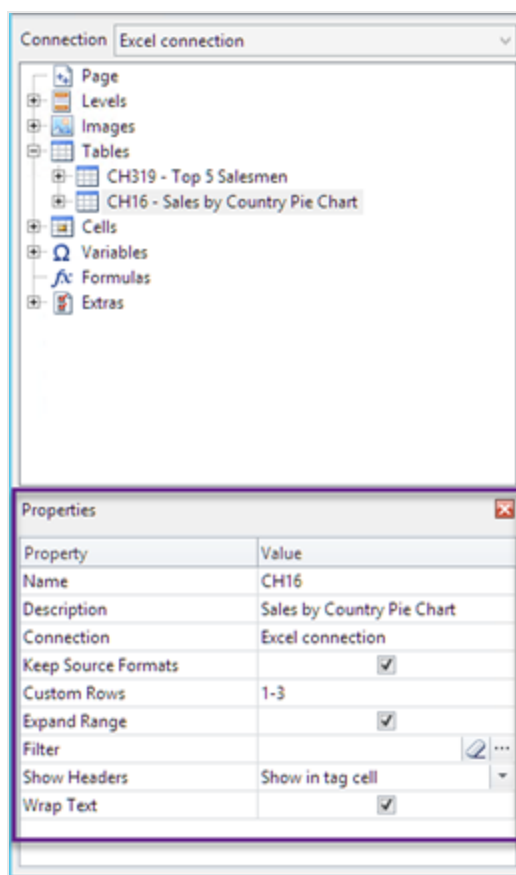 Connection Excel connection
Page
Levels
Images
Tables
CH319 - Top 5 Salesmen
CH16 - Sales by Country Pie Chart
Cells
Ω Variables
fx Formulas
Extras
Properties
Property Value
Name CH16
Description Sales by Country Pie Chart
Connection Excel connection
Keep Source Formats
Custom Rows 1-3
Expand Range
Filter ...
Show Headers Show in tag cell
Wrap Text